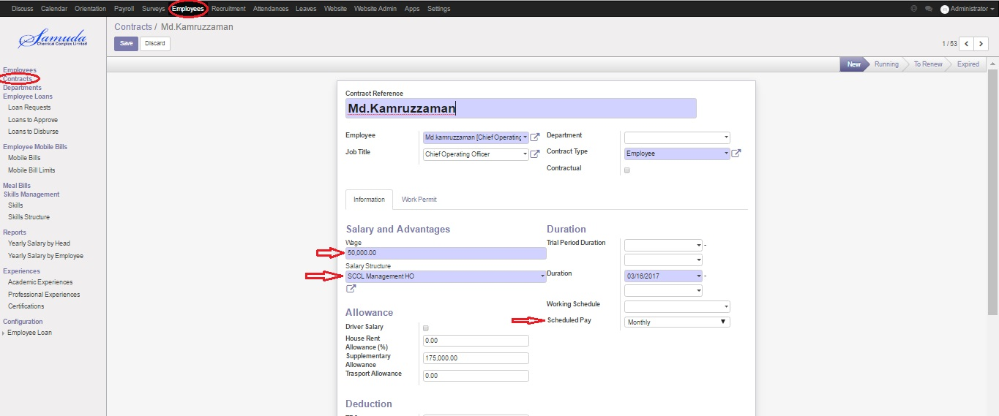 Discuss Calendar Orientation Payroll Surveys Employees Recruitment Attendances Leaves Website Website Admin Apps Settings @ Administrator
Samuda
Chemical Complex Limited
Contracts / Md.Kamruzzaman
Save Discard
1 / 53
New Running To Renew Expired
Employees
Contracts
Departments
Employee Loans
Loan Requests
Loans to Approve
Loans to Disburse
Employee Mobile Bills
Mobile Bills
Mobile Bill Limits
Meal Bills
Skills Management
Skills
Skills Structure
Reports
Yearly Salary by Head
Yearly Salary by Employee
Experiences
Academic Experiences
Professional Experiences
Certifications
Configuration
Employee Loan
Contract Reference
Md.Kamruzzaman
Employee Md.kamruzzaman [Chief Operating
Job Title Chief Operating Officer
Department
Contract Type Employee
Contractual
Information Work Permit
Salary and Advantages
Wage
50,000.00
Salary Structure
SCCL Management HO
Duration
Trial Period Duration -
Duration 03/16/2017 -
Working Schedule
Scheduled Pay Monthly
Allowance
Driver Salary
House Rent
Allowance (%) 0.00
Supplementary
Allowance 175,000.00
Trasport Allowance 0.00
Deduction